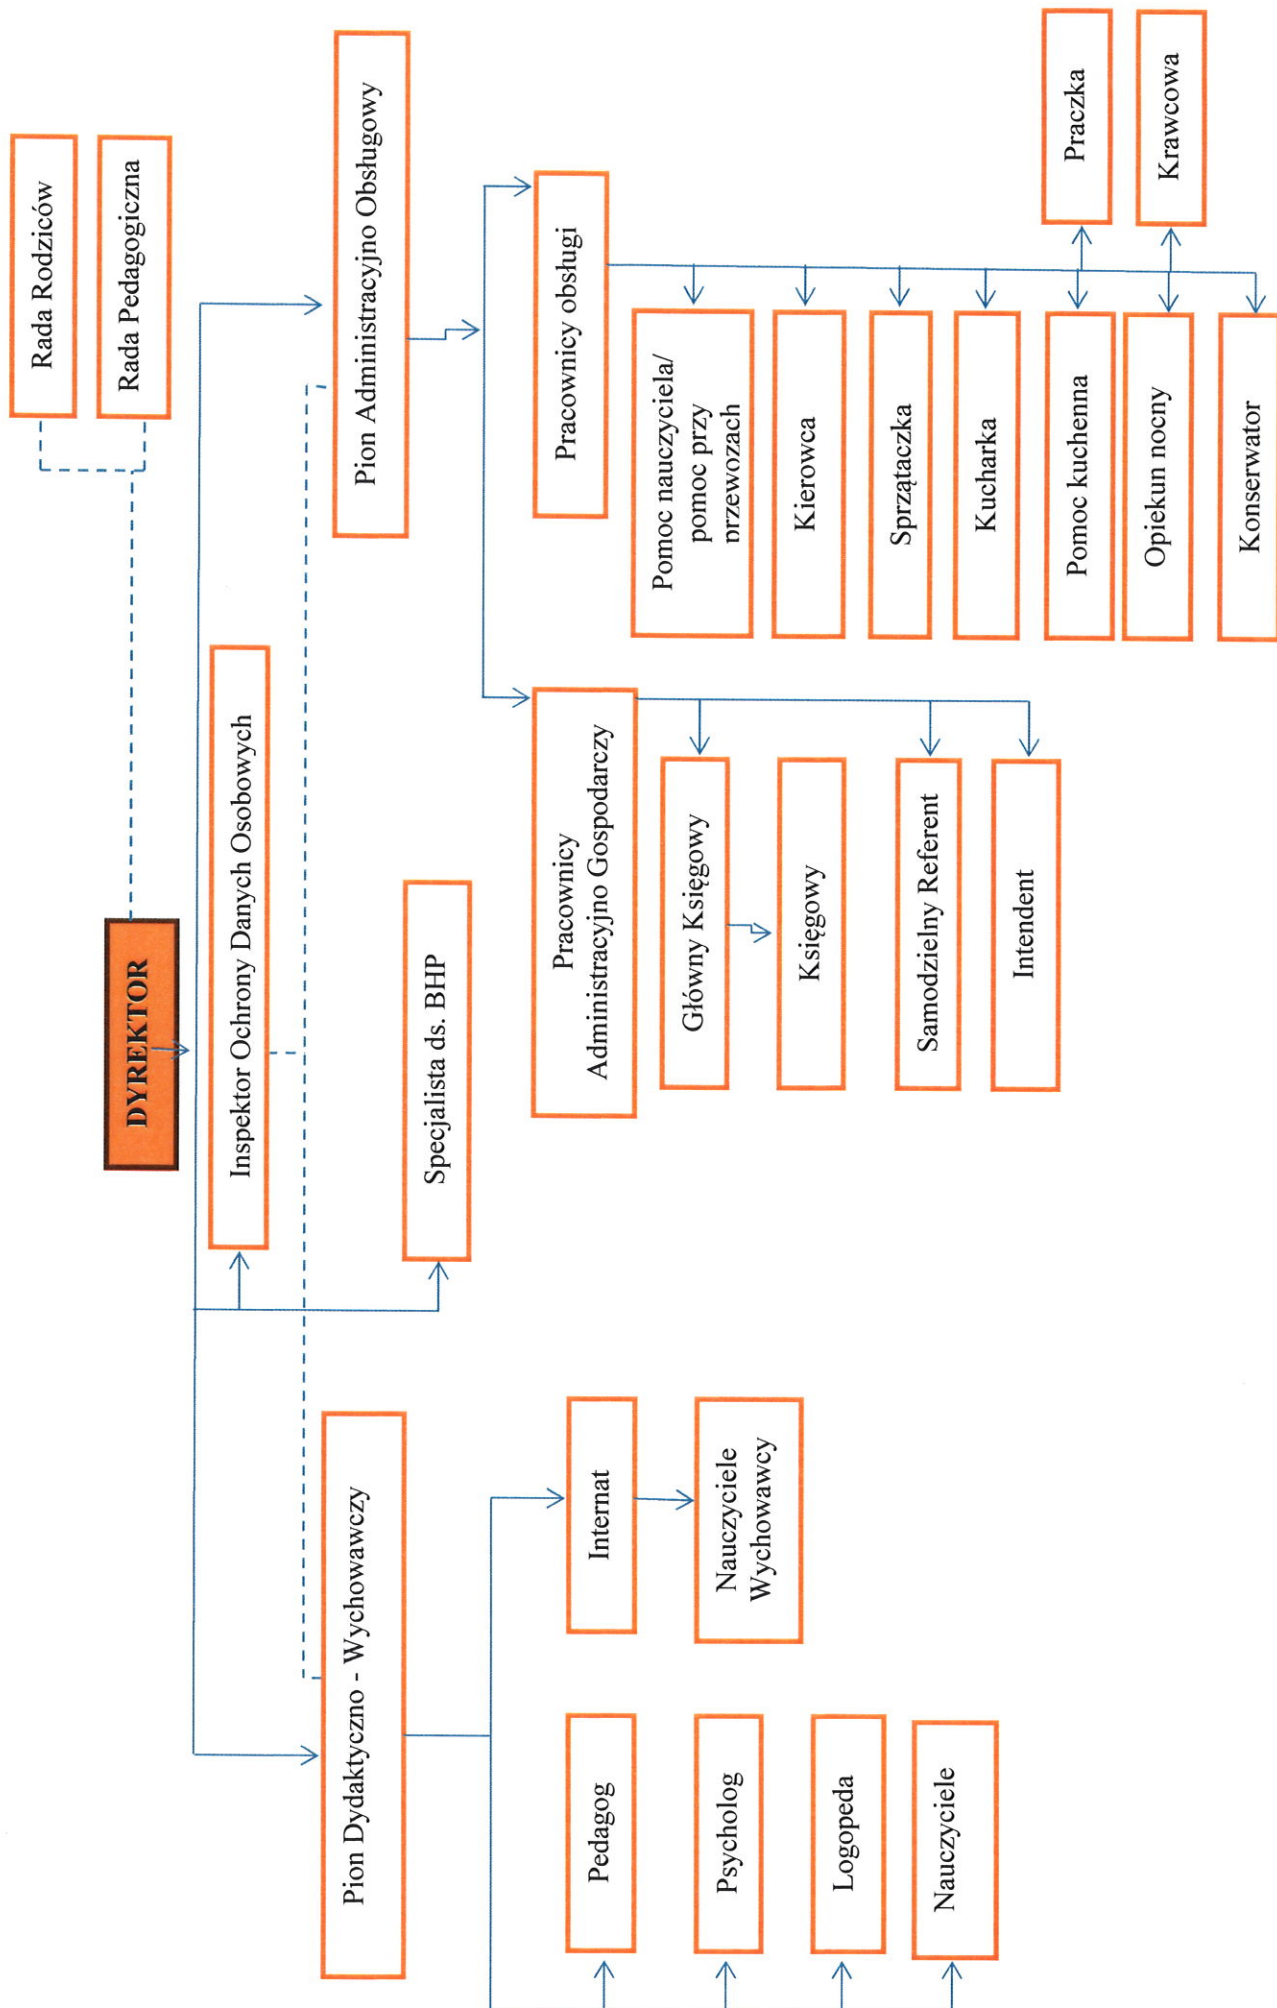 Rada Rodziców
Rada Pedagogiczna
DYREKTOR
Inspektor Ochrony Danych Osobowych
Specjalista ds. BHP
Pion Dydaktyczno - Wychowawczy
Pion Administracyjno Obsługowy
Pedagog
Psycholog
Logopeda
Nauczyciele
Internat
Nauczyciele
Wychowawcy
Pracownicy
Administracyjno Gospodarczy
Główny Księgowy
Księgowy
Samodzielny Referent
Intendent
Pracownicy obsługi
Pomoc nauczyciela/
pomoc przy
przewozach
Kierowca
Sprzątaczka
Kucharka
Pomoc kuchenna
Opiekun nocny
Konserwator
Praczka
Krawcowa